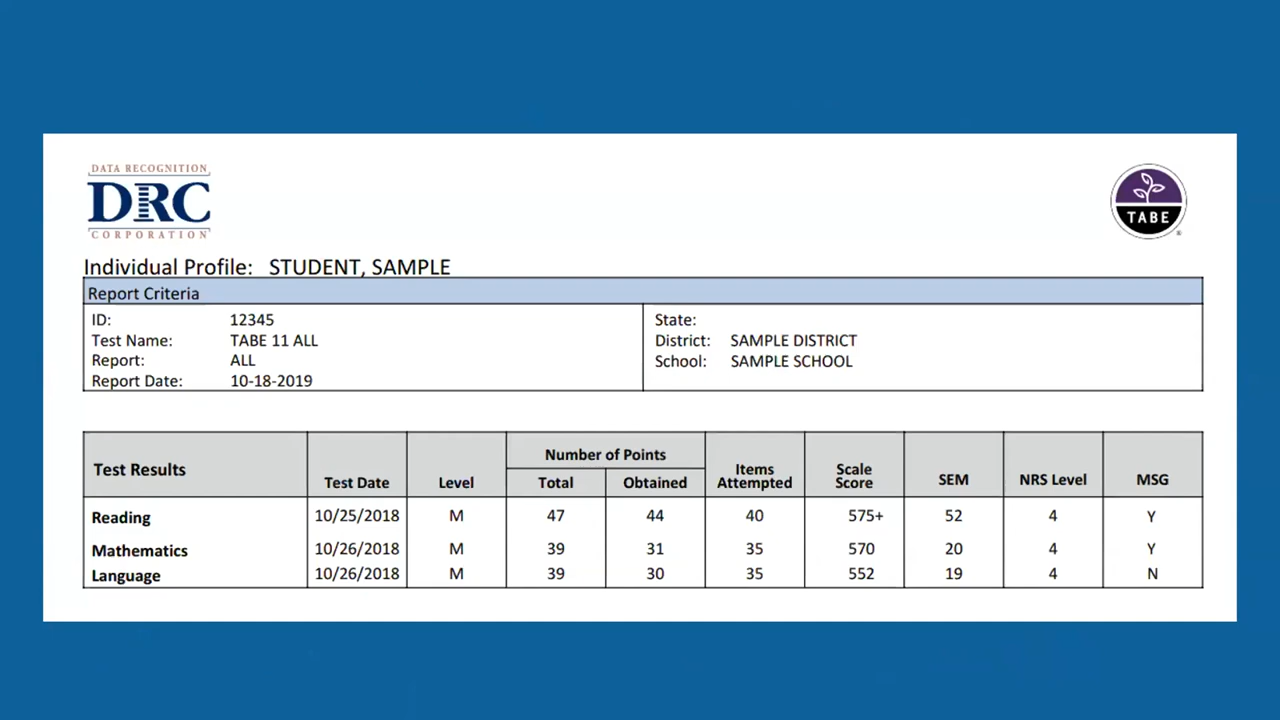 DATA RECOGNITION
DRC
CORPORATION
TABE
®
Individual Profile: STUDENT, SAMPLE
Report Criteria
ID: 12345
Test Name: TABE 11 ALL
Report: ALL
Report Date: 10-18-2019
State:
District: SAMPLE DISTRICT
School: SAMPLE SCHOOL
Test Results Test Date Level Number of Points Total Obtained Items Attempted Scale Score SEM NRS Level MSG
Reading 10/25/2018 M 47 44 40 575+ 52 4 Y
Mathematics 10/26/2018 M 39 31 35 570 20 4 Y
Language 10/26/2018 M 39 30 35 552 19 4 N